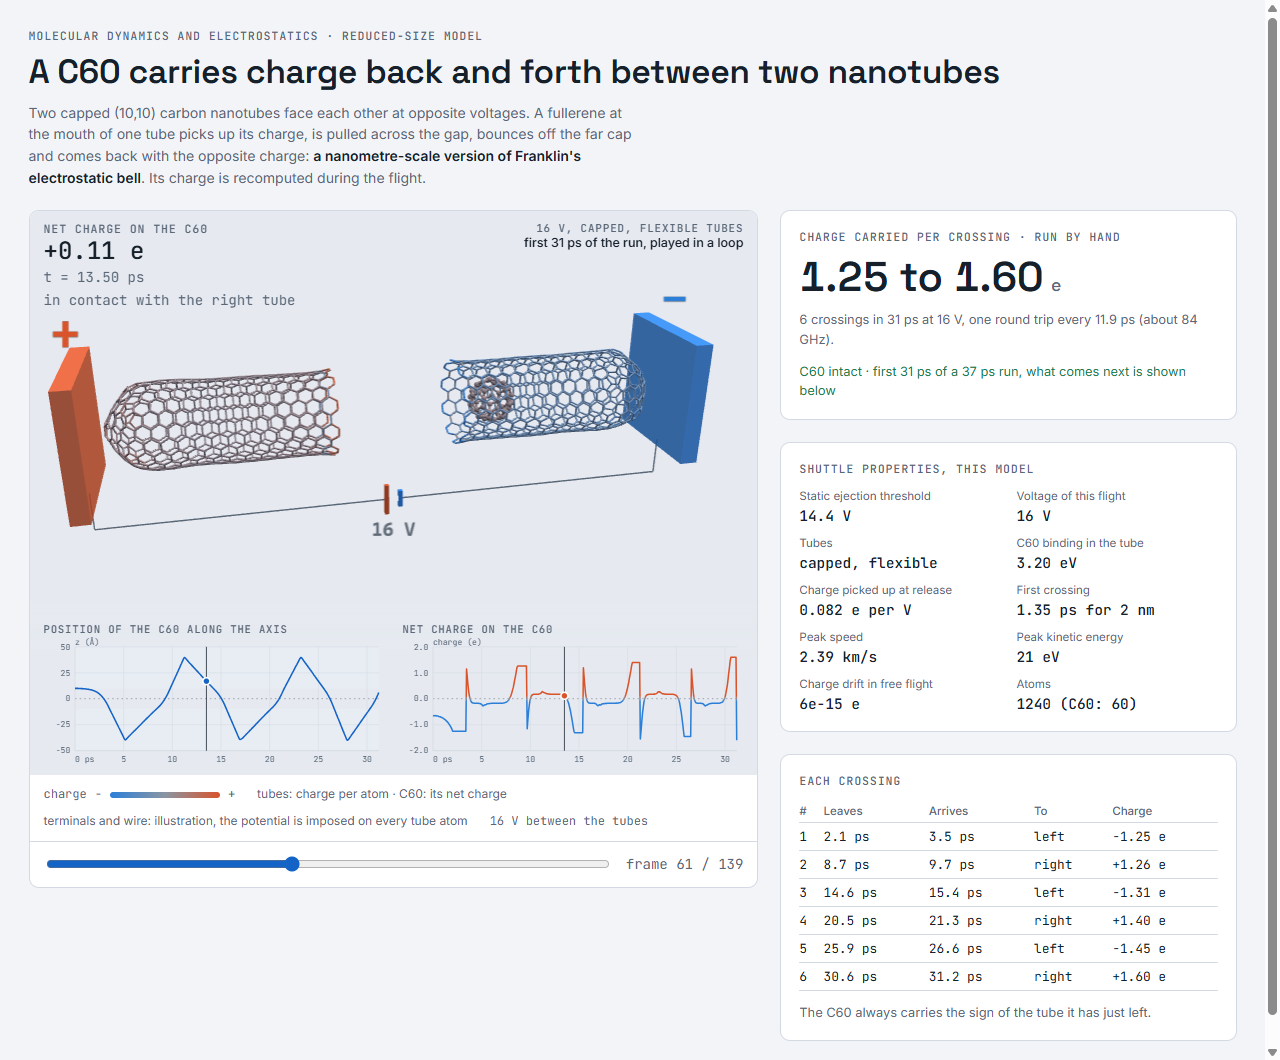 MOLECULAR DYNAMICS AND ELECTROSTATICS · REDUCED-SIZE MODEL
A C60 carries charge back and forth between two nanotubes
Two capped (10,10) carbon nanotubes face each other at opposite voltages. A fullerene at
the mouth of one tube picks up its charge, is pulled across the gap, bounces off the far cap
and comes back with the opposite charge: a nanometre-scale version of Franklin's
electrostatic bell. Its charge is recomputed during the flight.
NET CHARGE ON THE C60
+0.11 e
t = 13.50 ps
in contact with the right tube
16 V, CAPPED, FLEXIBLE TUBES
first 31 ps of the run, played in a loop
+
−
16 V
POSITION OF THE C60 ALONG THE AXIS
z (Å)
50
25
0
-25
-50
0 ps 5 10 15 20 25 30
NET CHARGE ON THE C60
charge (e)
2.0
1.0
0.0
-1.0
-2.0
0 ps 5 10 15 20 25 30
charge - + tubes: charge per atom · C60: its net charge
terminals and wire: illustration, the potential is imposed on every tube atom 16 V between the tubes
frame 61 / 139
CHARGE CARRIED PER CROSSING · RUN BY HAND
1.25 to 1.60 e
6 crossings in 31 ps at 16 V, one round trip every 11.9 ps (about 84
GHz).
C60 intact · first 31 ps of a 37 ps run, what comes next is shown
below
SHUTTLE PROPERTIES, THIS MODEL
Static ejection threshold
14.4 V
Voltage of this flight
16 V
Tubes
capped, flexible
C60 binding in the tube
3.20 eV
Charge picked up at release
0.082 e per V
First crossing
1.35 ps for 2 nm
Peak speed
2.39 km/s
Peak kinetic energy
21 eV
Charge drift in free flight
6e-15 e
Atoms
1240 (C60: 60)
EACH CROSSING
# Leaves Arrives To Charge
1 2.1 ps 3.5 ps left -1.25 e
2 8.7 ps 9.7 ps right +1.26 e
3 14.6 ps 15.4 ps left -1.31 e
4 20.5 ps 21.3 ps right +1.40 e
5 25.9 ps 26.6 ps left -1.45 e
6 30.6 ps 31.2 ps right +1.60 e
The C60 always carries the sign of the tube it has just left.